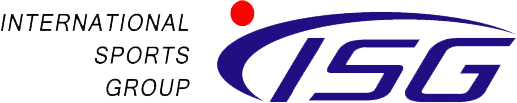 INTERNATIONAL
SPORTS
GROUP
ISG